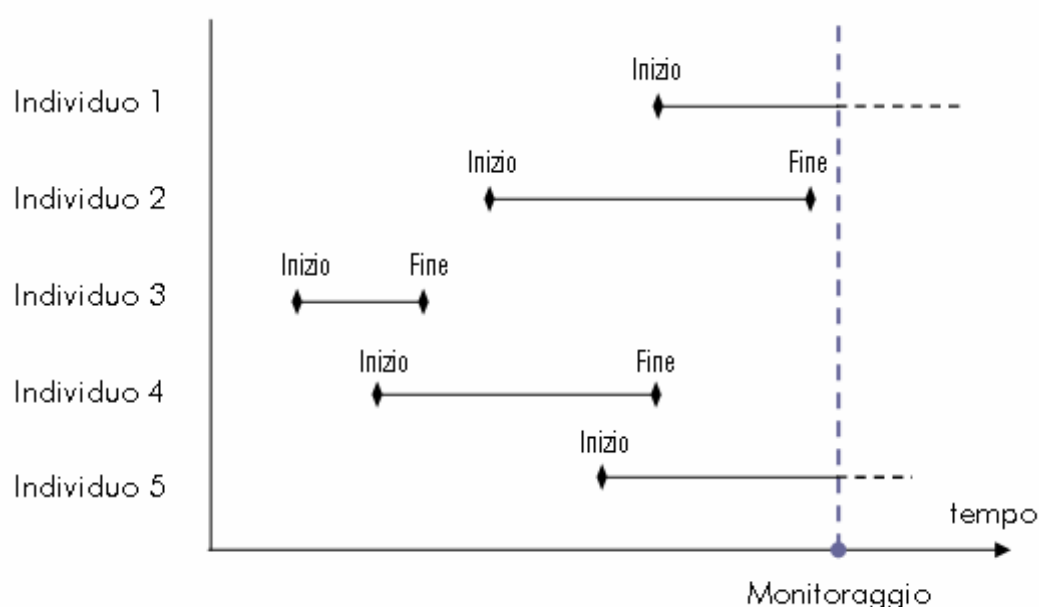 Inizio
Individuo 1
Inizio Fine
Individuo 2
Inizio Fine
Individuo 3
Inizio Fine
Individuo 4
Inizio
Individuo 5
tempo
Monitoraggio